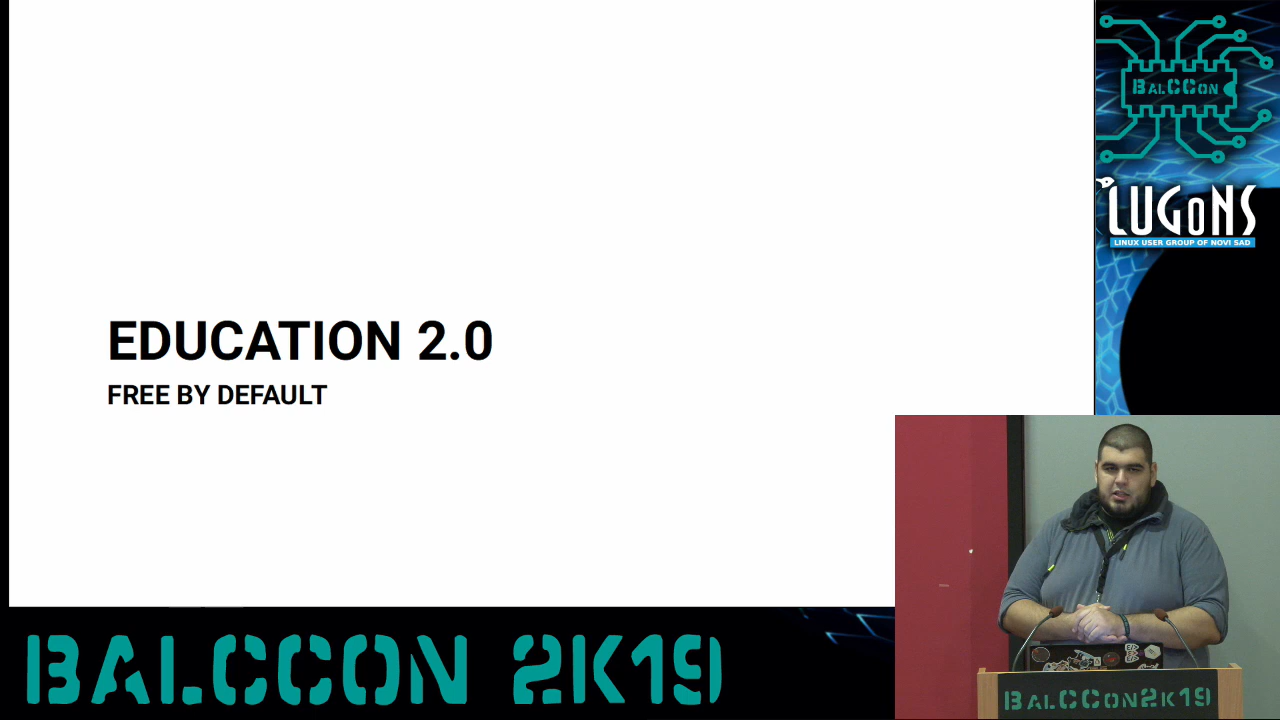 EDUCATION 2.0
FREE BY DEFAULT
BALCCON
LUGONS
LINUX USER GROUP OF NOVI SAD
BALCCON 2K19
BALCCON2K19